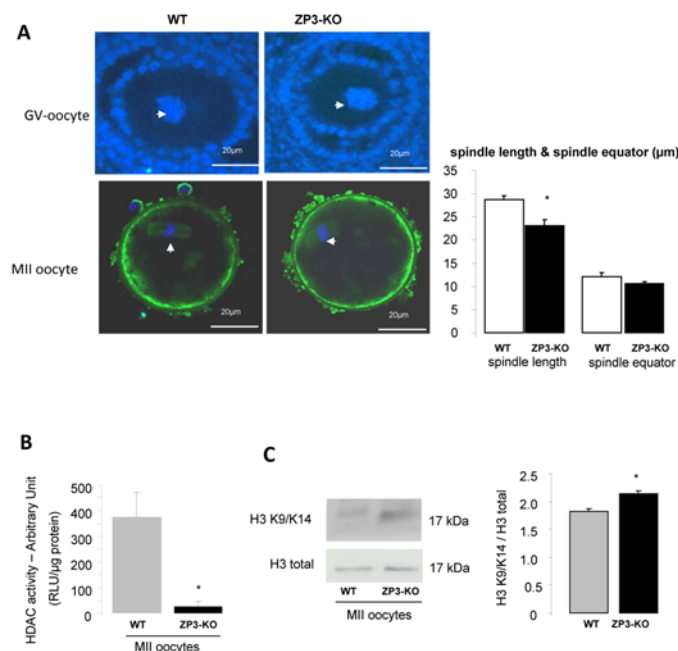 A
WT
ZP3-KO
GV-oocyte
20µm
20µm
MII oocyte
20µm
20µm
spindle length & spindle equator (µm)
35
30
25
20
15
10
5
0
*
WT
ZP3-KO
WT
ZP3-KO
spindle length
spindle equator
B
HDAC activity – Arbitrary Unit
(RLU/µg protein)
500
400
300
200
100
0
*
WT
ZP3-KO
MII oocytes
C
H3 K9/K14
17 kDa
H3 total
17 kDa
WT
ZP3-KO
MII oocytes
H3 K9/K14 / H3 total
2.5
2.0
1.5
1.0
0.5
0
*
WT
ZP3-KO